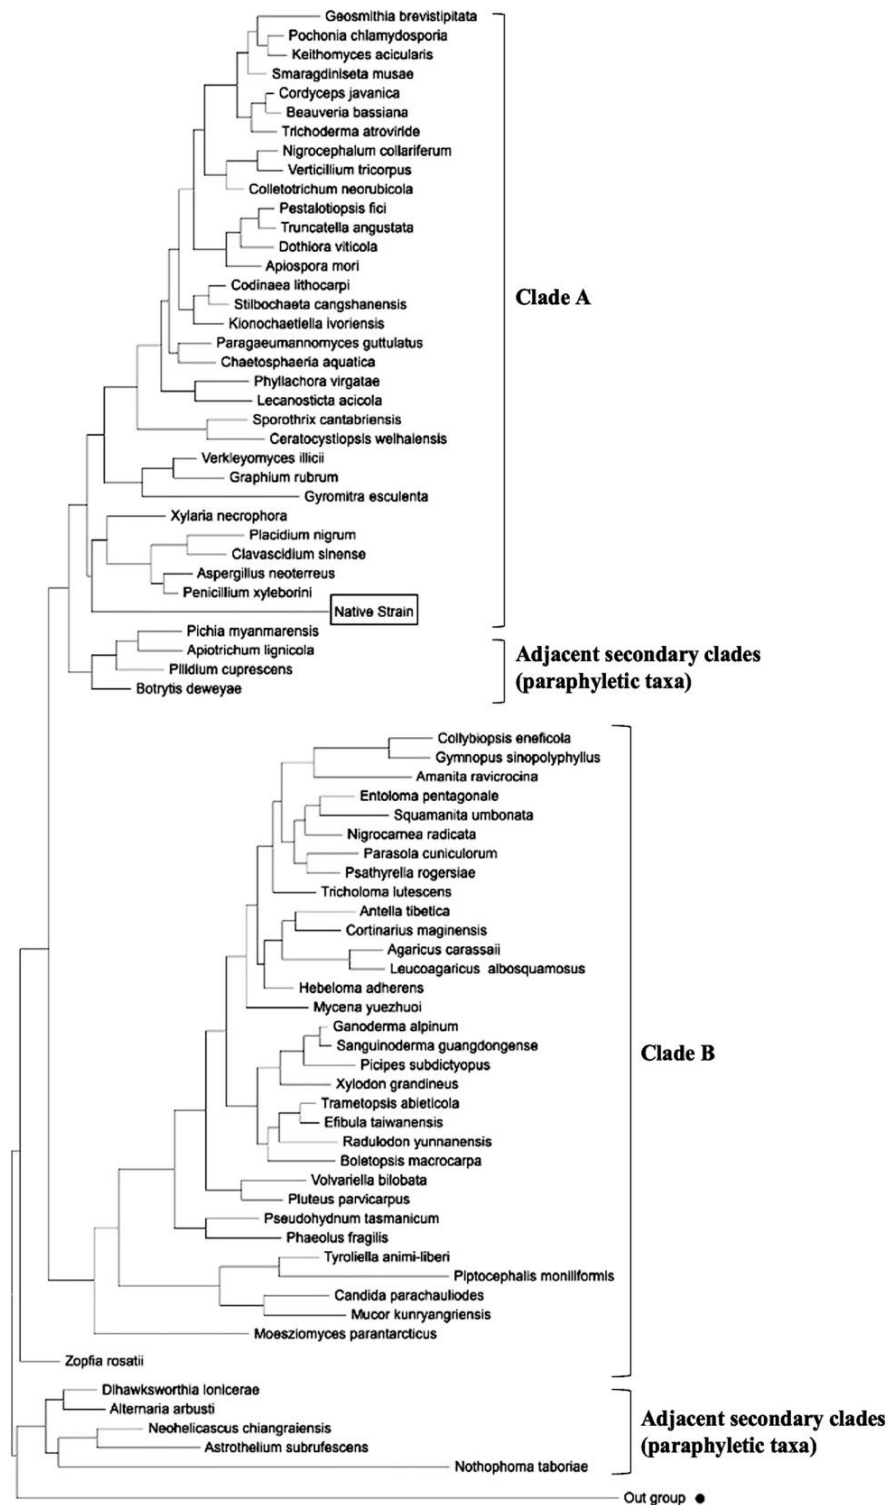 Geosmithia brevistipitata
Pochonia chlamydosporia
Keithomyces acicularis
Smaragdiniseta musae
Cordyceps javanica
Beauveria bassiana
Trichoderma atroviride
Nigrocephalum collariferum
Verticillium tricorpus
Colletotrichum neorubicola
Pestalotiopsis fici
Truncatella angustata
Dothiora viticola
Apiospora mori
Codinaea lithocarpi
Stilbochaeta cangshanensis
Clade A
Kionochaetiella ivoriensis
Paragaeumannomyces guttulatus
Chaetosphaeria aquatica
Phyllachora virgatae
Lecanosticta acicola
Sporothrix cantabriensis
Ceratocystiopsis weihaiensis
Verkleyomyces illicii
Graphium rubrum
Gyromitra esculenta
Xylaria necrophora
Placidium nigrum
Clavascidium sinense
Aspergillus neoterreus
Penicillium xyleborini
Native Strain
Pichia myanmarensis
Apiotrichum lignicola
Pilidium cuprescens
Botrytis deweyae
Adjacent secondary clades
(paraphyletic taxa)
Collybiopsis eneficola
Gymnopus sinopolyphyllus
Amanita ravicrocina
Entoloma pentagonale
Squamanita umbonata
Nigrocarnea radicata
Parasola cuniculorum
Psathyrella rogersiae
Tricholoma lutescens
Antella tibetica
Cortinarius maginensis
Agaricus carassaii
Leucoagaricus albosquamosus
Hebeloma adherens
Mycena yuezhuoi
Ganoderma alpinum
Sanguinoderma guangdongense
Clade B
Picipes subdictyopus
Xylodon grandineus
Trametopsis abieticola
Efibula taiwanensis
Radulodon yunnanensis
Boletopsis macrocarpa
Volvariella bilobata
Pluteus parvicarpus
Pseudohydnum tasmanicum
Phaeolus fragilis
Tyroliella animi-liberi
Piptocephalis moniliformis
Candida parachauliodes
Mucor kunryangriensis
Moesziomyces parantarcticus
Zopfia rosatii
Dihawksworthia lonicerae
Alternaria arbusti
Neohelicascus chiangraiensis
Astrothelium subrufescens
Nothophoma taboriae
Adjacent secondary clades
(paraphyletic taxa)
Out group